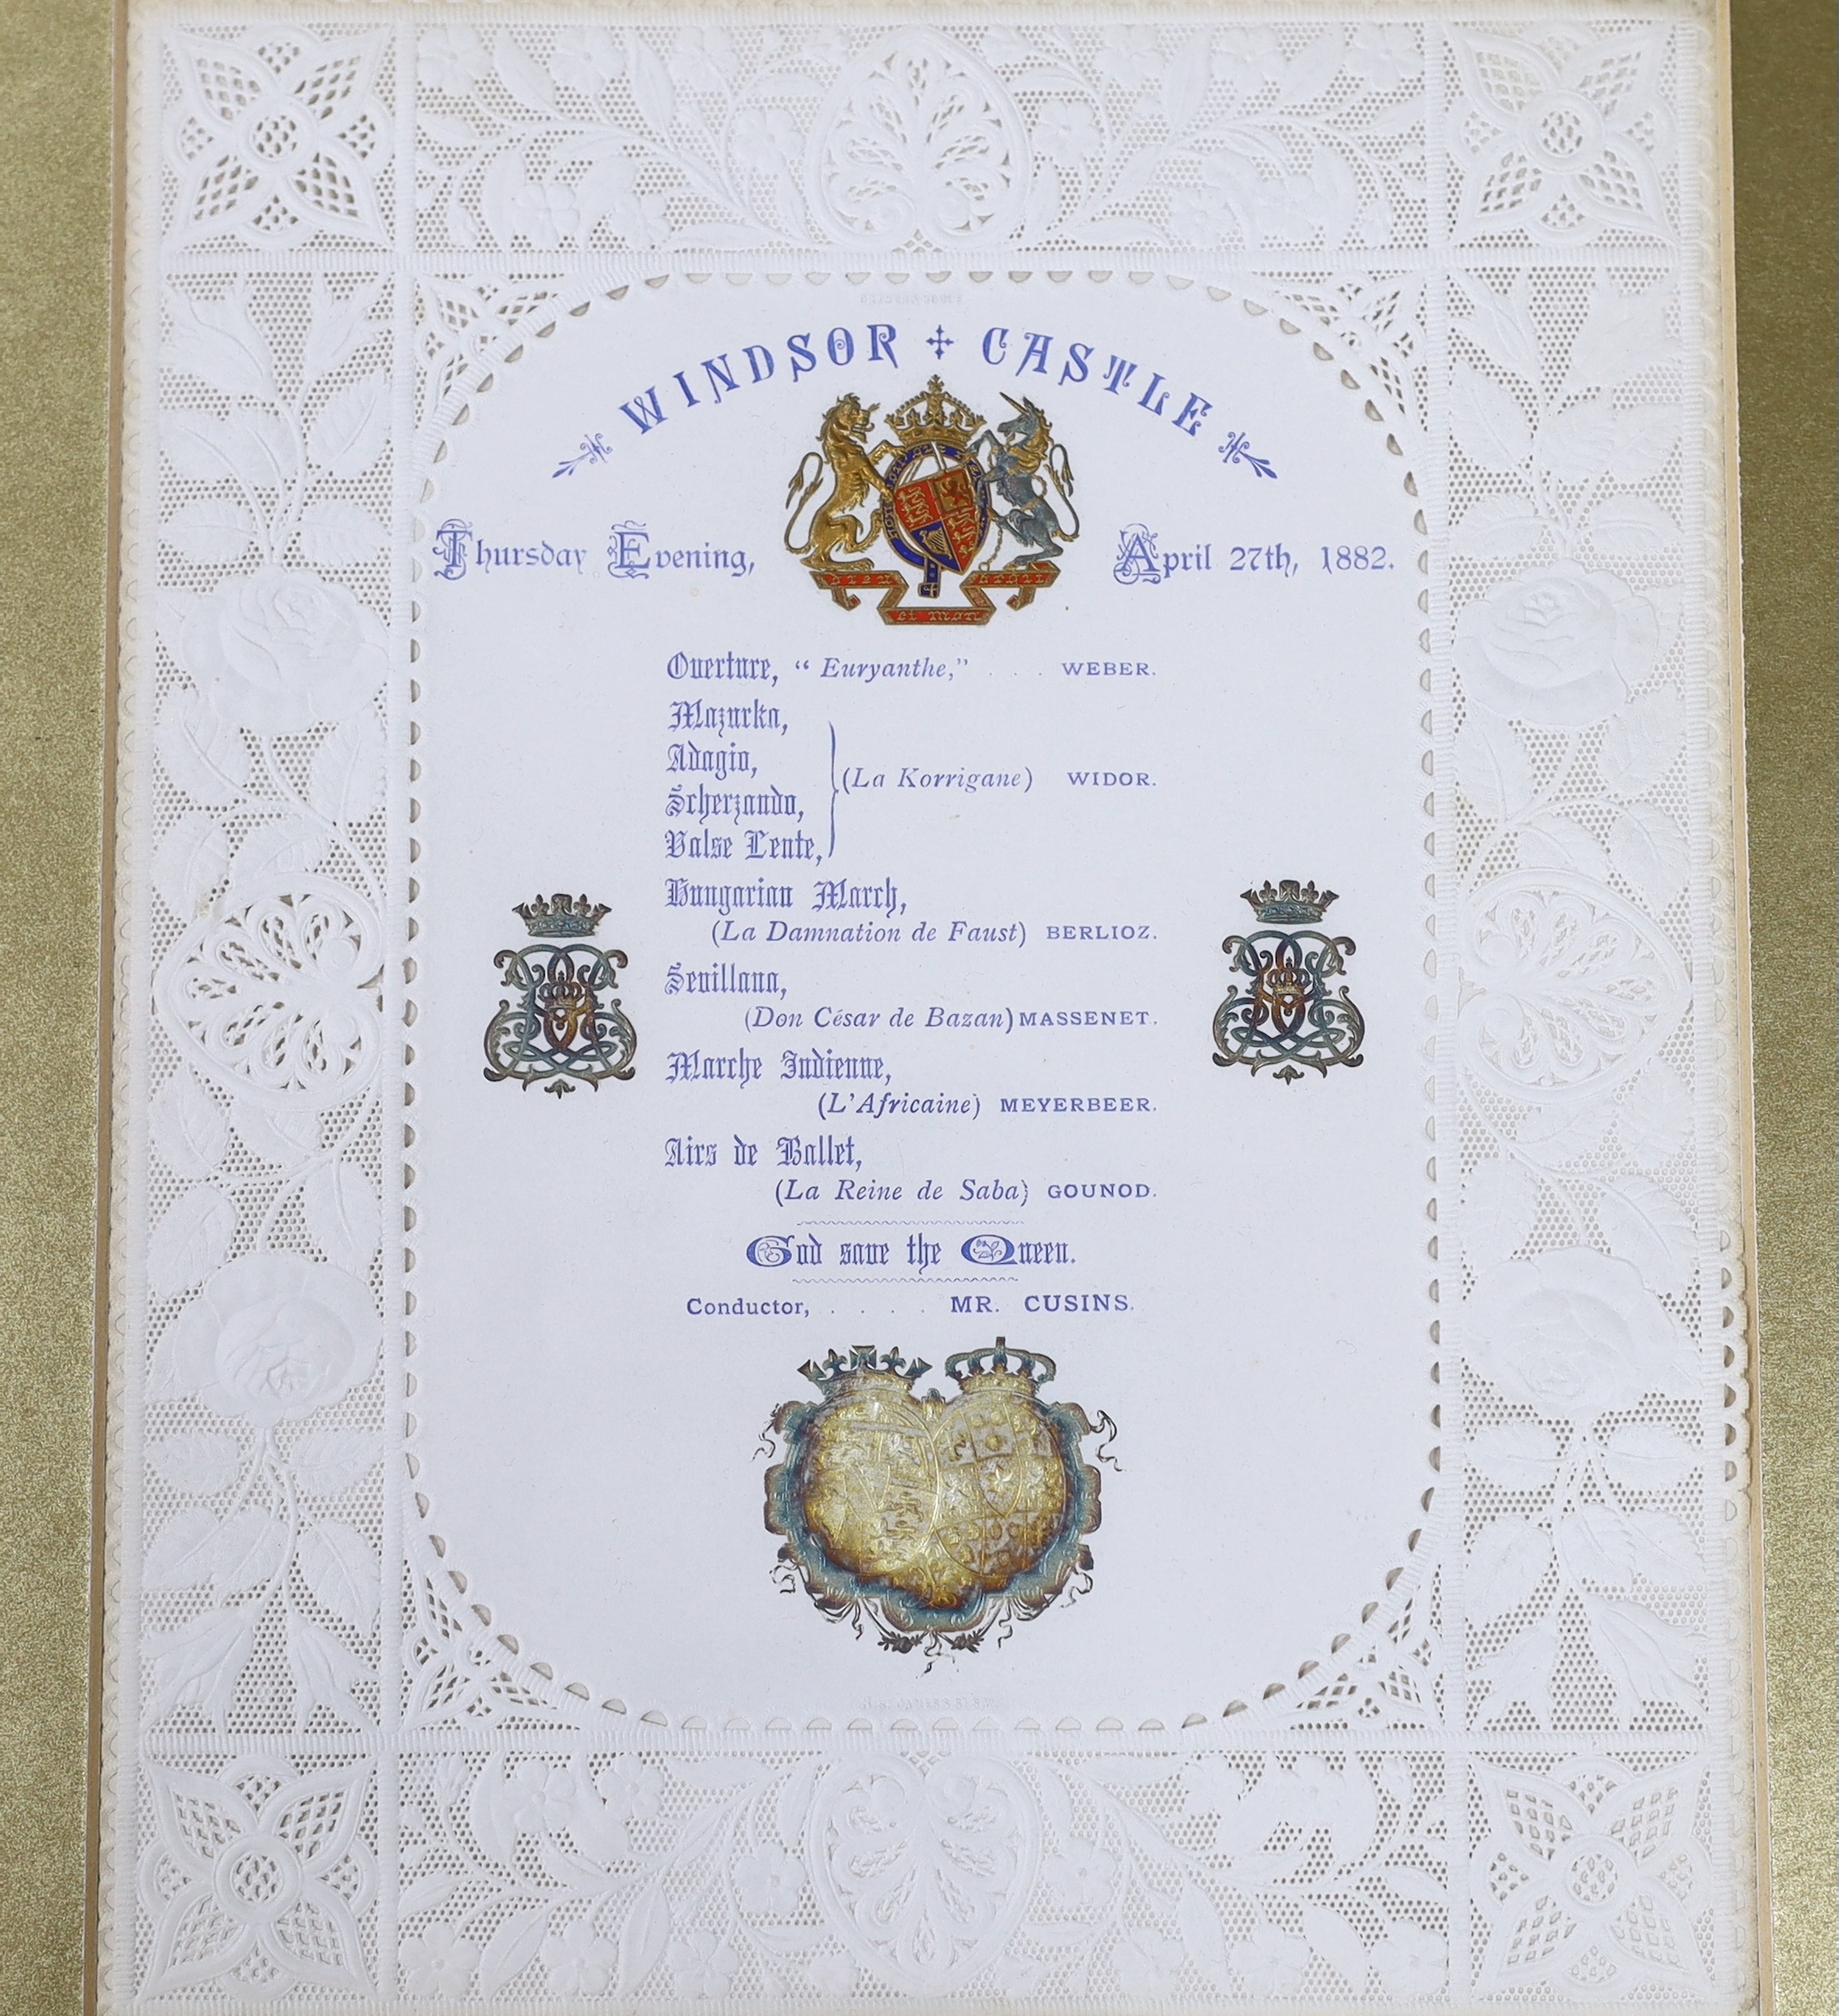 WINDSOR CASTLE
Thursday Evening, April 27th, 1882.
Overture, “Euryanthe,” . . . WEBER.
Mazurka,
Adagio,
Scherzando,
Valse Lente,
(La Korrigane) WIDOR.
Hungarian March,
(La Damnation de Faust) BERLIOZ.
Sevillana,
(Don César de Bazan) MASSENET.
Marche Indienne,
(L'Africaine) MEYERBEER.
Airs de Ballet,
(La Reine de Saba) GOUNOD.
God save the Queen.
Conductor, . . . . MR. CUSINS.